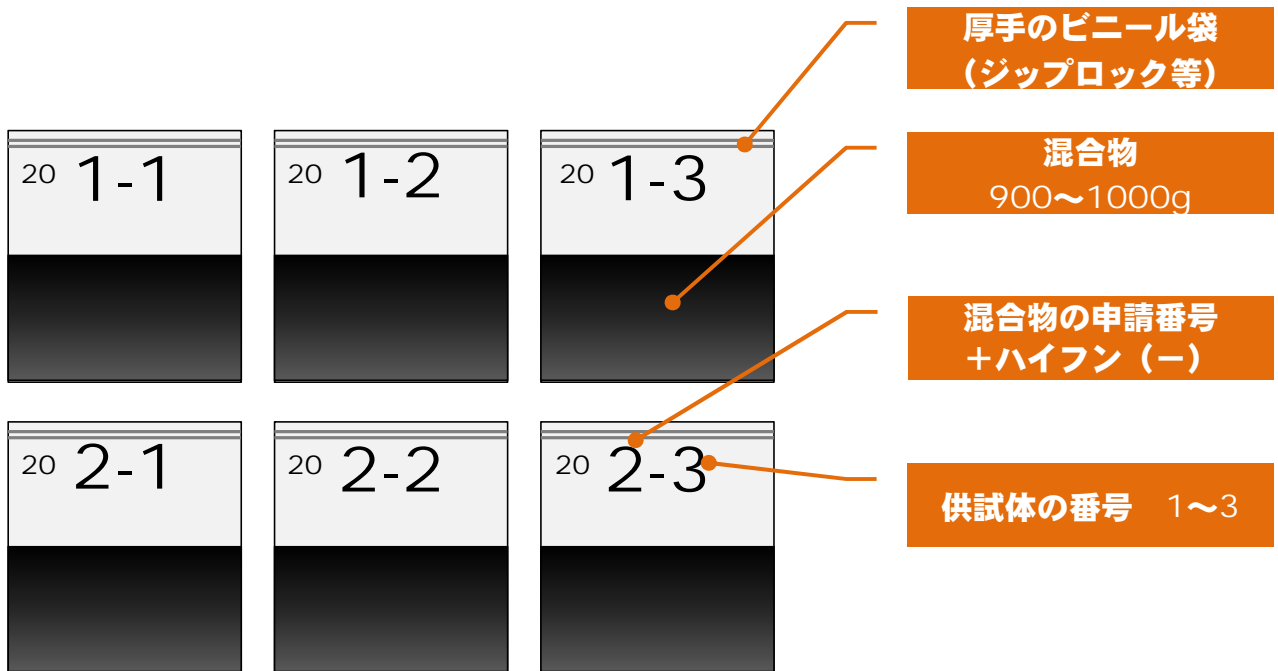 厚手のビニール袋
（ジップロック等）
混合物
900～1000g
20 1-1
20 1-2
20 1-3
混合物の申請番号
＋ハイフン（－）
20 2-1
20 2-2
20 2-3
供試体の番号　1～3